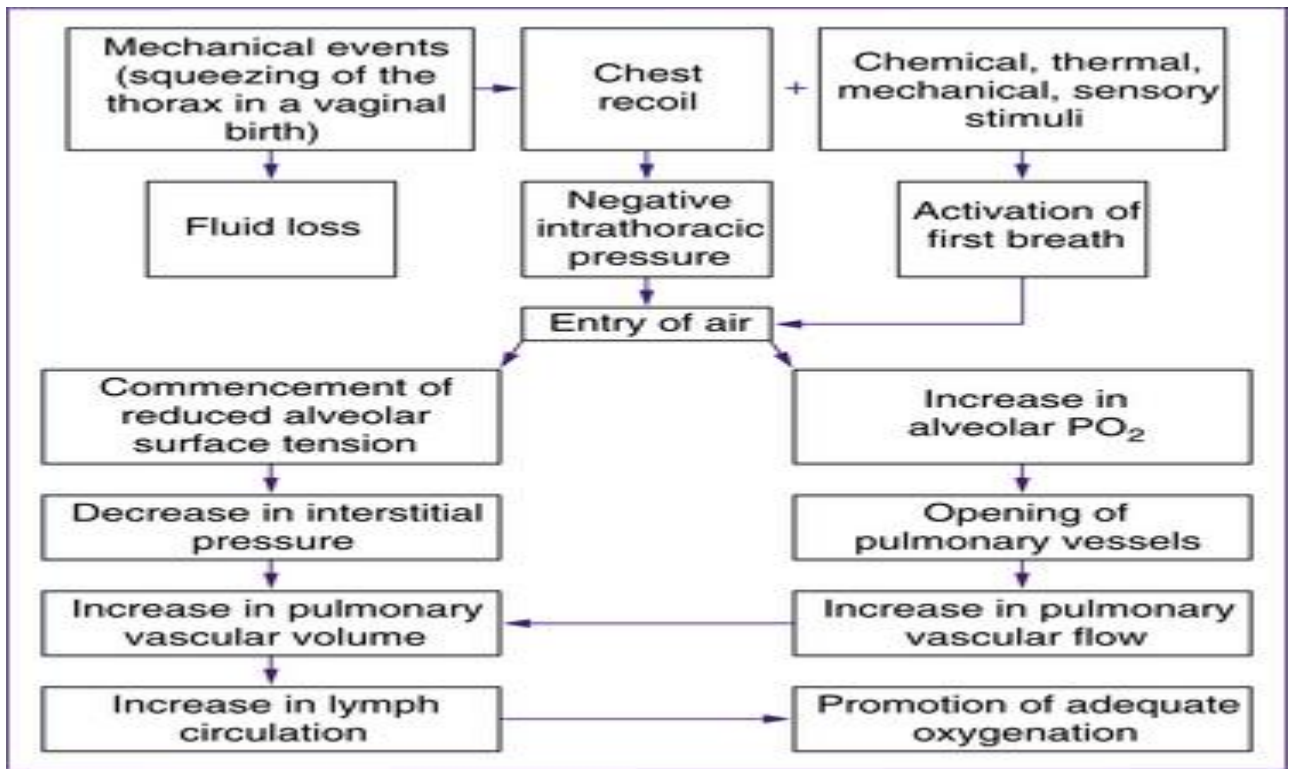 Mechanical events
(squeezing of the
thorax in a vaginal
birth)
Chest
recoil
+
Chemical, thermal,
mechanical, sensory
stimuli
Fluid loss
Negative
intrathoracic
pressure
Activation of
first breath
Entry of air
Commencement of
reduced alveolar
surface tension
Increase in
alveolar PO₂
Decrease in interstitial
pressure
Opening of
pulmonary vessels
Increase in pulmonary
vascular volume
Increase in pulmonary
vascular flow
Increase in lymph
circulation
Promotion of adequate
oxygenation